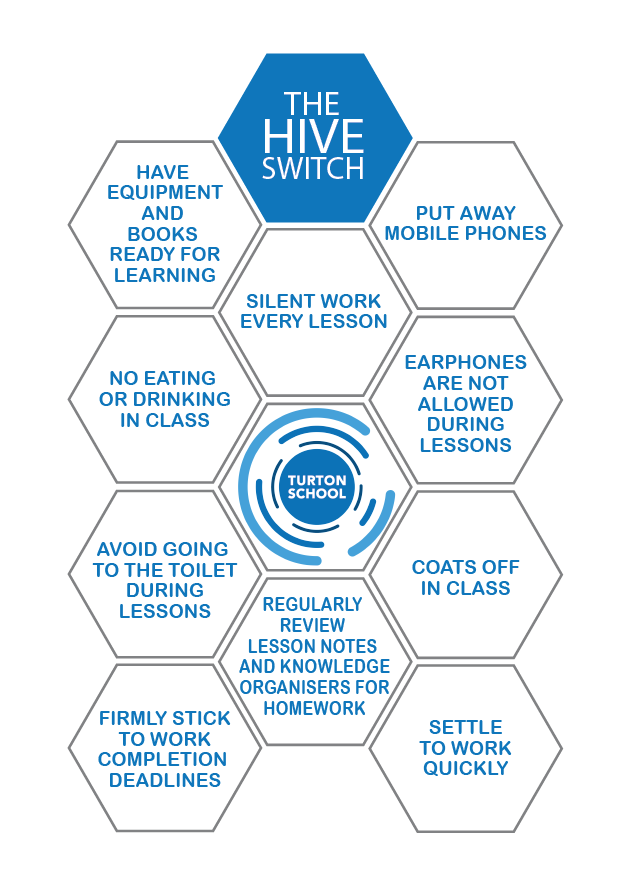 THE
HIVE
SWITCH
HAVE
EQUIPMENT
AND
BOOKS
READY FOR
LEARNING
PUT AWAY
MOBILE PHONES
SILENT WORK
EVERY LESSON
NO EATING
OR DRINKING
IN CLASS
EARPHONES
ARE NOT
ALLOWED
DURING
LESSONS
TURTON
SCHOOL
AVOID GOING
TO THE TOILET
DURING
LESSONS
COATS OFF
IN CLASS
REGULARLY
REVIEW
LESSON NOTES
AND KNOWLEDGE
ORGANISERS FOR
HOMEWORK
FIRMLY STICK
TO WORK
COMPLETION
DEADLINES
SETTLE
TO WORK
QUICKLY